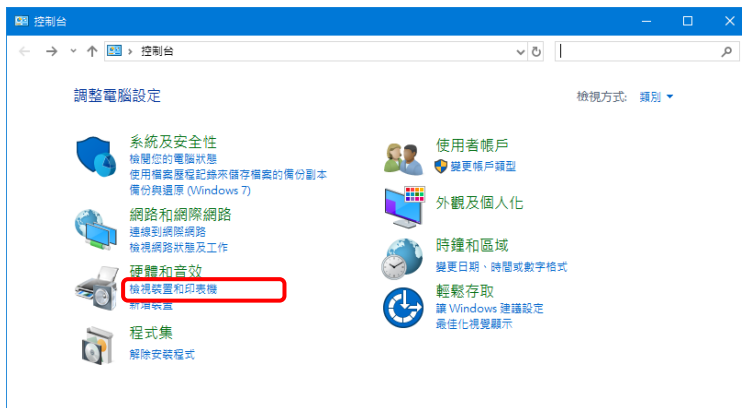 控制台
控制台
調整電腦設定
檢視方式: 類別
系統及安全性
檢閱您的電腦狀態
使用檔案歷程記錄來儲存檔案的備份副本
備份與還原 (Windows 7)
網路和網際網路
連線到網際網路
檢視網路狀態及工作
硬體和音效
檢視裝置和印表機
新增裝置
程式集
解除安裝程式
使用者帳戶
變更帳戶類型
外觀及個人化
時鐘和區域
變更日期、時間或數字格式
輕鬆存取
讓 Windows 建議設定
最佳化視覺顯示